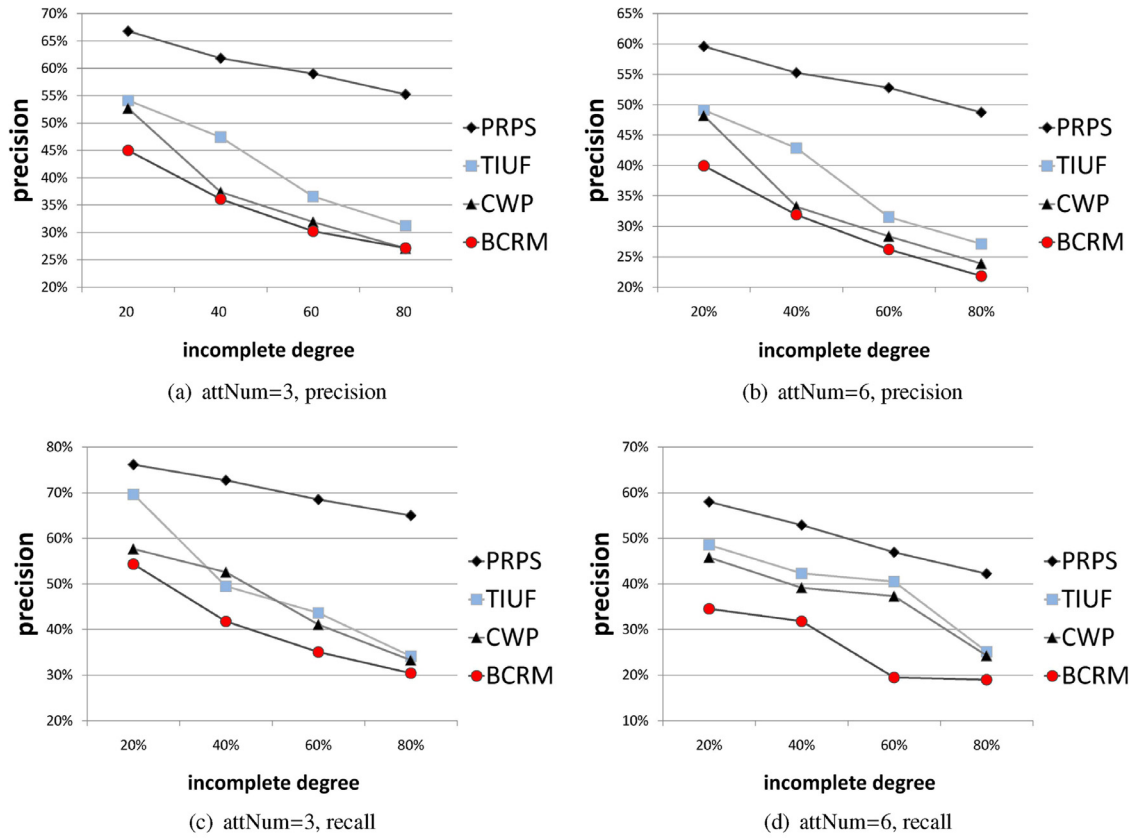 70%
65%
60%
55%
50%
45%
40%
35%
30%
25%
20%
precision
20 40 60 80
incomplete degree
PRPS
TIUF
CWP
BCRM
(a) attNum=3, precision
65%
60%
55%
50%
45%
40%
35%
30%
25%
20%
precision
20% 40% 60% 80%
incomplete degree
PRPS
TIUF
CWP
BCRM
(b) attNum=6, precision
80%
70%
60%
50%
40%
30%
20%
precision
20% 40% 60% 80%
incomplete degree
PRPS
TIUF
CWP
BCRM
(c) attNum=3, recall
70%
60%
50%
40%
30%
20%
10%
precision
20% 40% 60% 80%
incomplete degree
PRPS
TIUF
CWP
BCRM
(d) attNum=6, recall